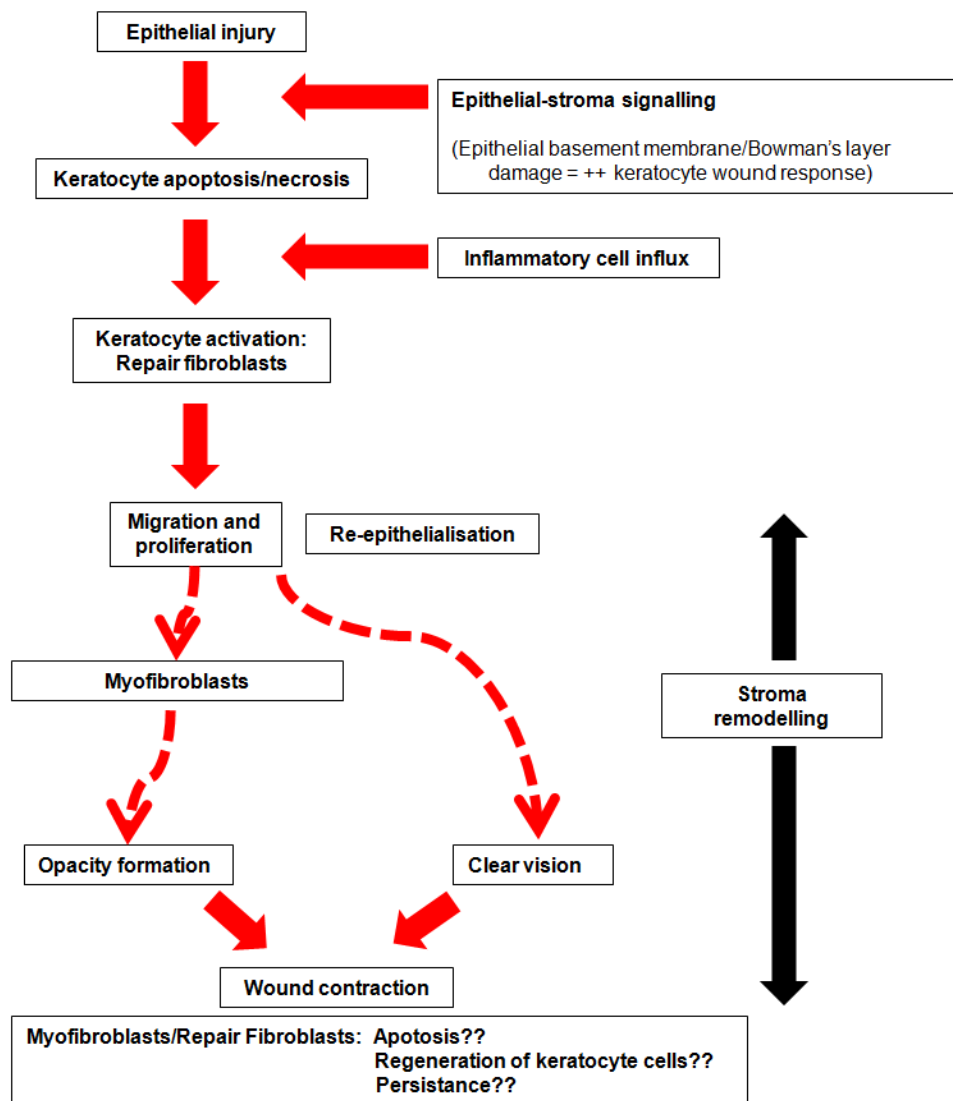 Epithelial injury
Epithelial-stroma signalling
(Epithelial basement membrane/Bowman's layer
damage = ++ keratocyte wound response)
Keratocyte apoptosis/necrosis
Inflammatory cell influx
Keratocyte activation:
Repair fibroblasts
Migration and
proliferation
Re-epithelialisation
Myofibroblasts
Stroma
remodelling
Opacity formation
Clear vision
Wound contraction
Myofibroblasts/Repair Fibroblasts: Apotosis??
Regeneration of keratocyte cells??
Persistance??